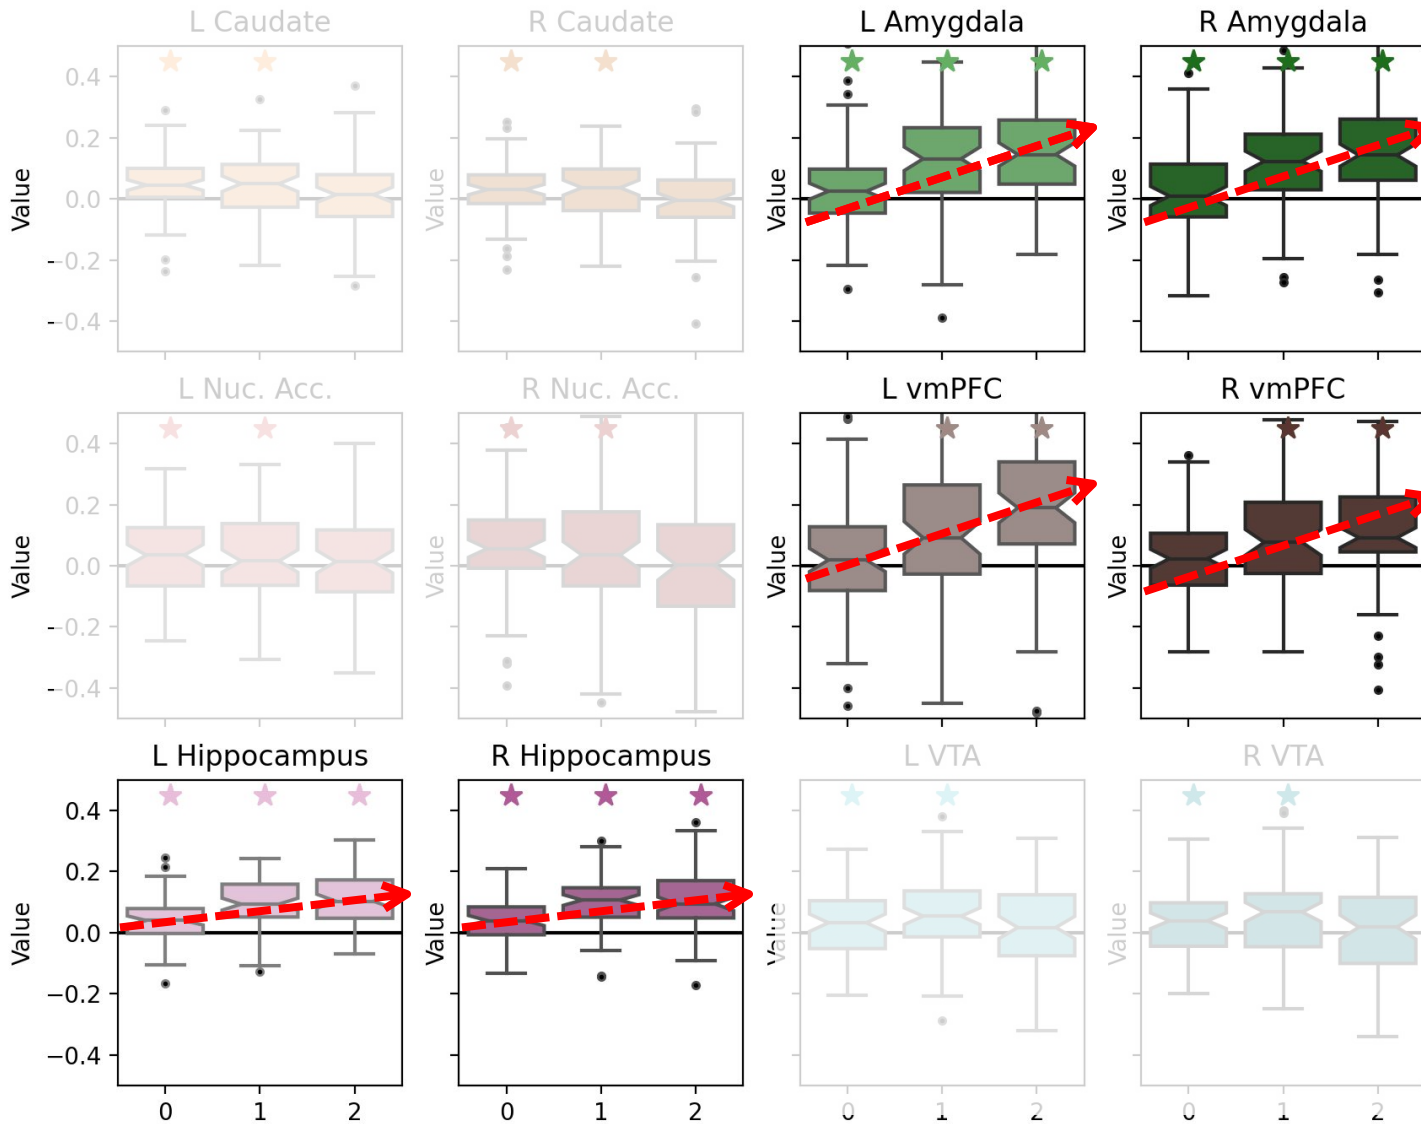 L Caudate R Caudate L Amygdala R Amygdala
0.4
0.2
Value 0.0 Value Value Value
−0.2
−0.4
L Nuc. Acc. R Nuc. Acc. L vmPFC R vmPFC
0.4
0.2
Value 0.0 Value Value Value
−0.2
−0.4
L Hippocampus R Hippocampus L VTA R VTA
0.4
0.2
Value 0.0 Value Value Value
−0.2
−0.4
0 1 2 0 1 2 0 1 2 0 1 2